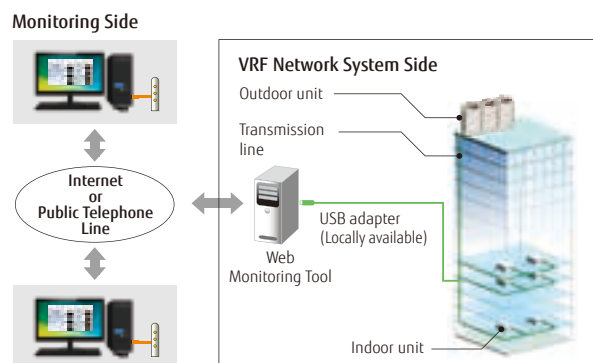 Monitoring Side
Internet
or
Public Telephone
Line
VRF Network System Side
Outdoor unit
Transmission
line
USB adapter
(Locally available)
Web
Monitoring Tool
Indoor unit